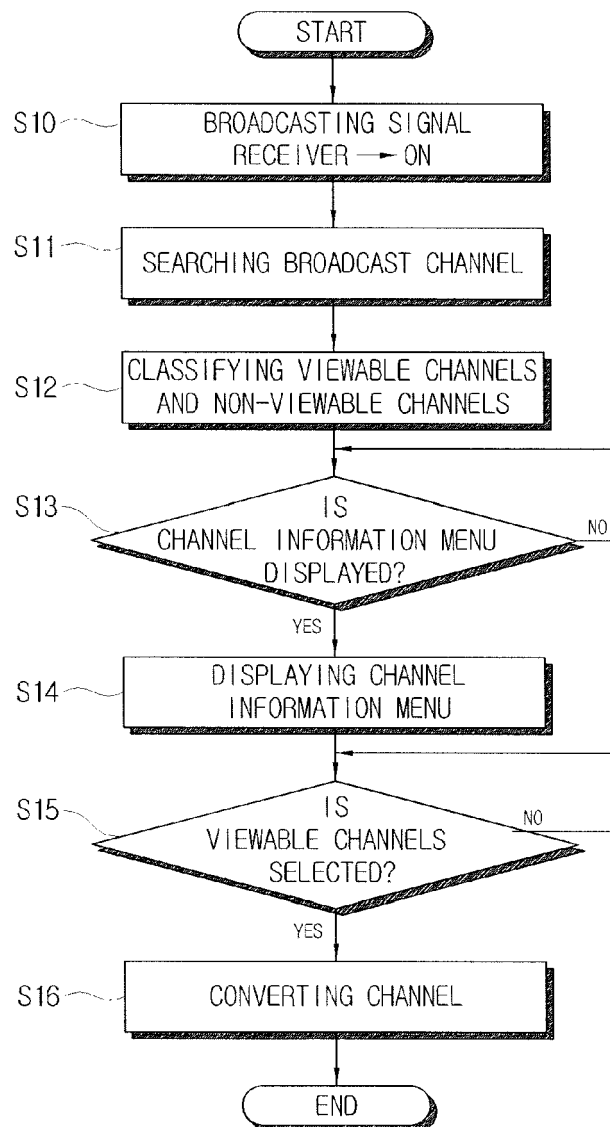 START
S10
BROADCASTING SIGNAL
RECEIVER → ON
S11
SEARCHING BROADCAST CHANNEL
S12
CLASSIFYING VIEWABLE CHANNELS
AND NON-VIEWABLE CHANNELS
S13
IS
CHANNEL INFORMATION MENU
DISPLAYED?
NO
YES
S14
DISPLAYING CHANNEL
INFORMATION MENU
S15
IS
VIEWABLE CHANNELS
SELECTED?
NO
YES
S16
CONVERTING CHANNEL
END